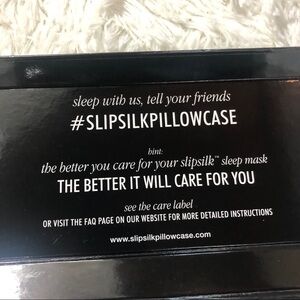 sleep with us, tell your friends
#SLIPSILKPILLOWCASE
hint:
the better you care for your slipsilk™ sleep mask
THE BETTER IT WILL CARE FOR YOU
see the care label
OR VISIT THE FAQ PAGE ON OUR WEBSITE FOR MORE DETAILED INSTRUCTIONS
www.slipsilkpillowcase.com